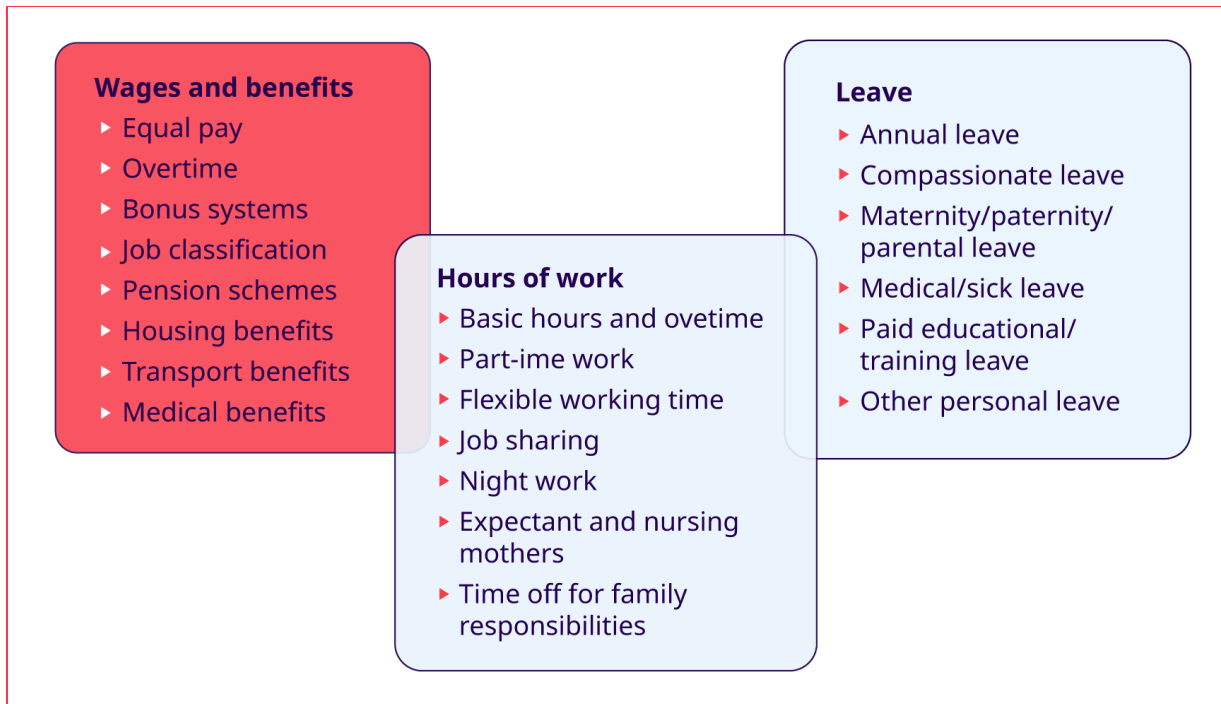 Wages and benefits
Equal pay
Overtime
Bonus systems
Job classification
Pension schemes
Housing benefits
Transport benefits
Medical benefits
Hours of work
Basic hours and ovetime
Part-ime work
Flexible working time
Job sharing
Night work
Expectant and nursing
mothers
Time off for family
responsibilities
Leave
Annual leave
Compassionate leave
Maternity/paternity/
parental leave
Medical/sick leave
Paid educational/
training leave
Other personal leave